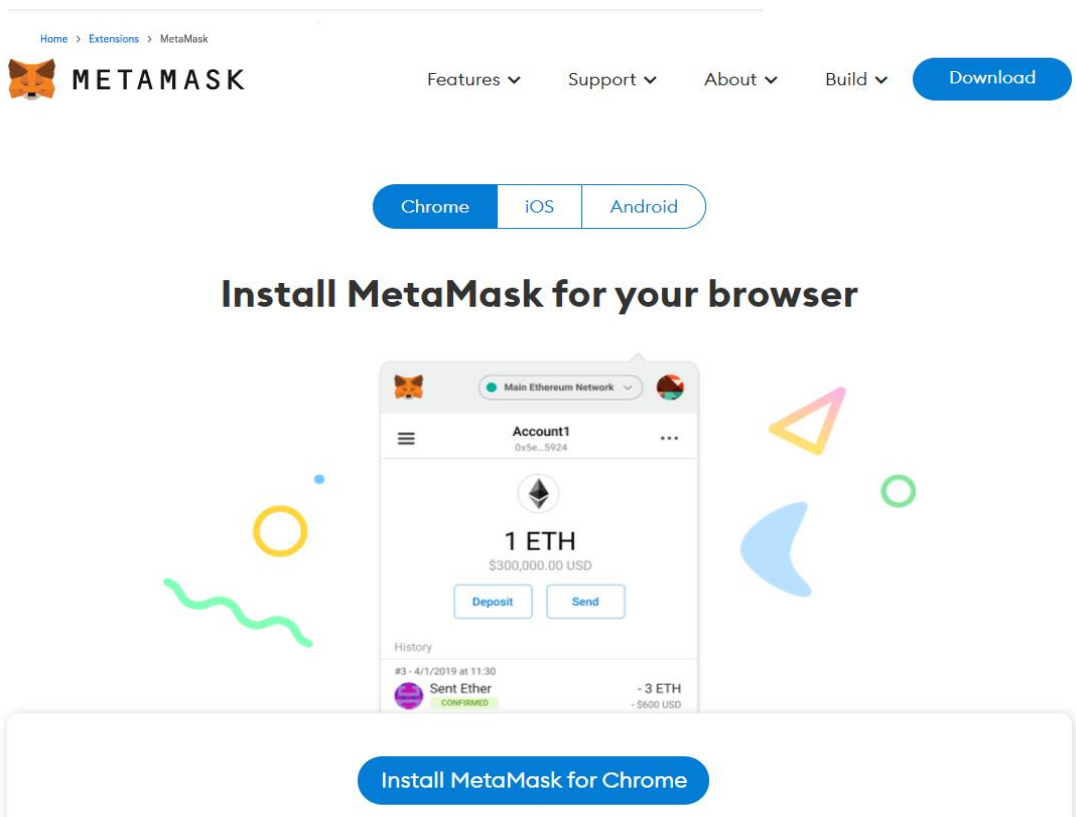 Home > Extensions > MetaMask
METAMASK Features Support About Build Download
Chrome iOS Android
Install MetaMask for your browser
Main Ethereum Network
Account1
0x5e...5924
1 ETH
$300,000.00 USD
Deposit Send
History
#3 - 4/1/2019 at 11:30
Sent Ether - 3 ETH
CONFIRMED - $600 USD
Install MetaMask for Chrome